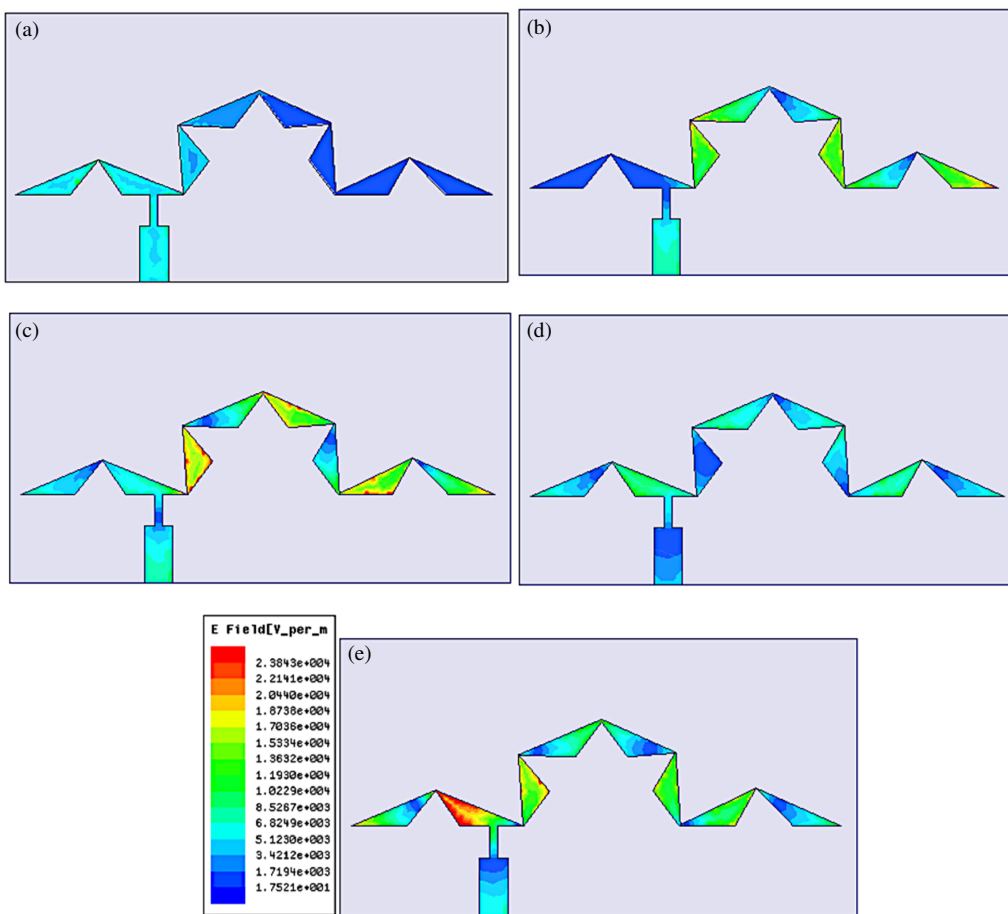 (a)
(b)
(c)
(d)
E Field[V_per_m
2.3843e+004
2.2141e+004
2.0440e+004
1.8738e+004
1.7036e+004
1.5334e+004
1.3632e+004
1.1930e+004
1.0229e+004
8.5267e+003
6.8249e+003
5.1230e+003
3.4212e+003
1.7194e+003
1.7521e+001
(e)